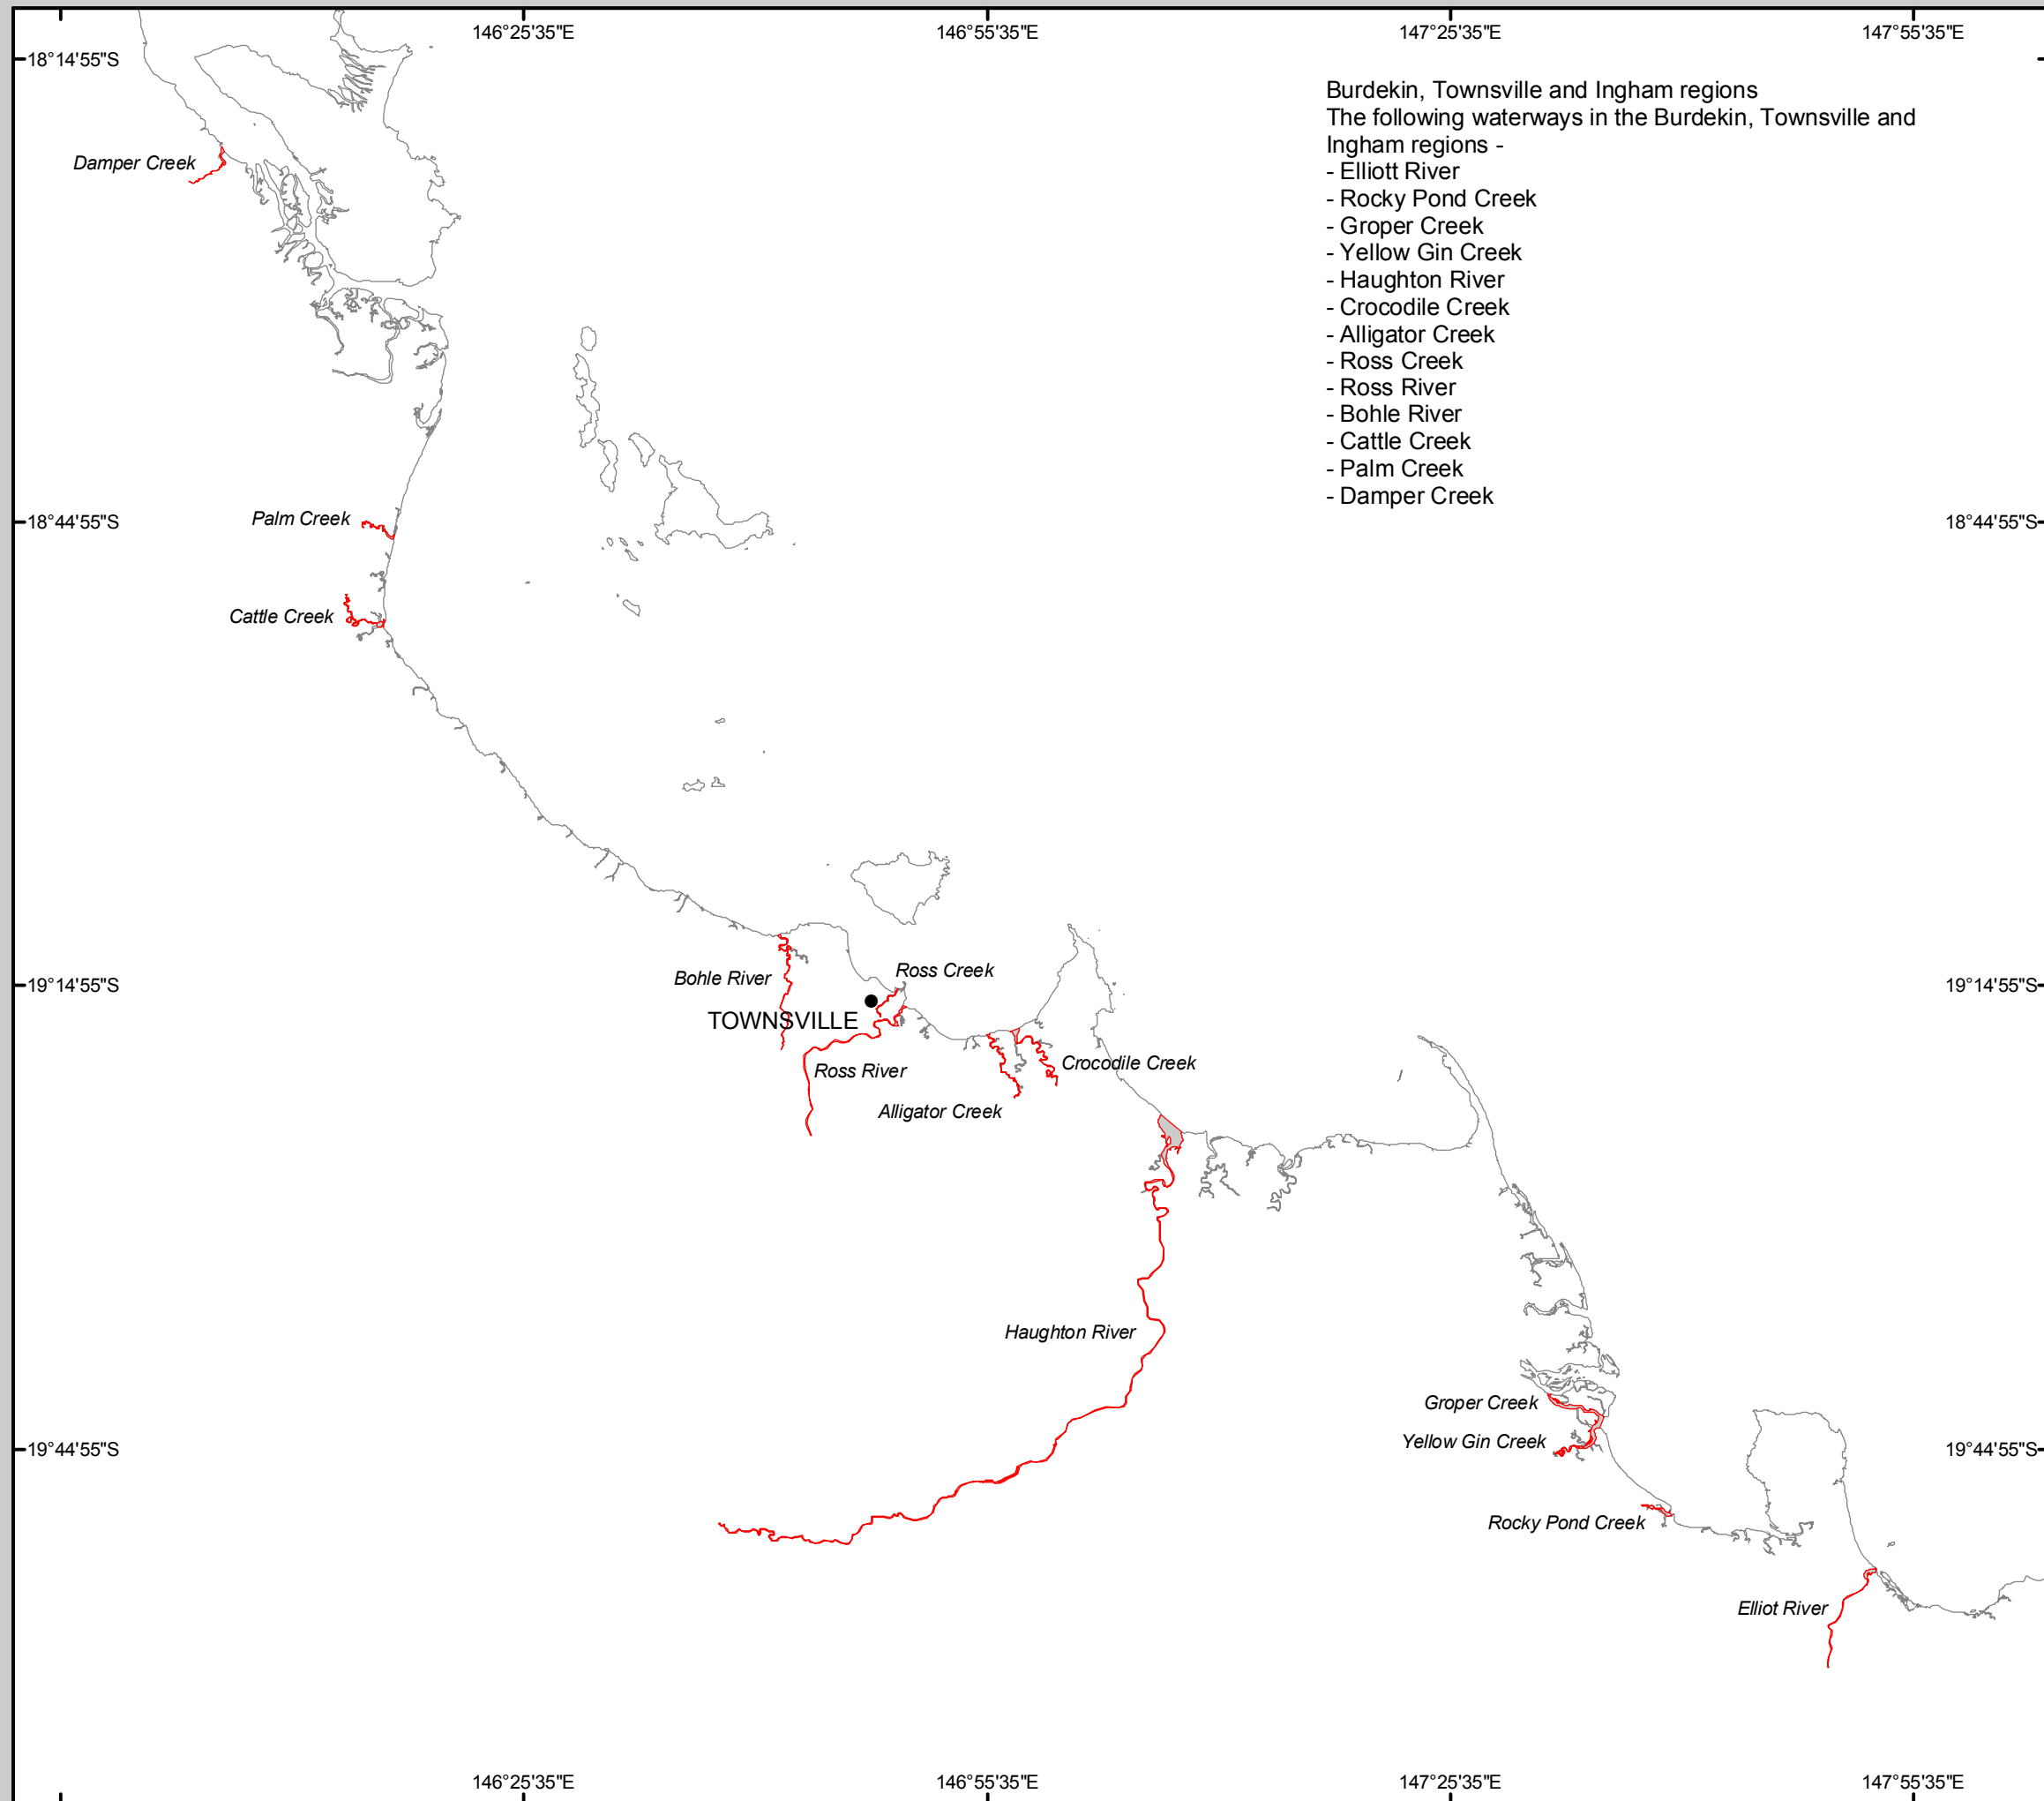 146°25'35"E 146°55'35"E 147°25'35"E 147°55'35"E
18°14'55"S
Burdekin, Townsville and Ingham regions
The following waterways in the Burdekin, Townsville and
Ingham regions -
- Elliott River
- Rocky Pond Creek
- Groper Creek
- Yellow Gin Creek
- Haughton River
- Crocodile Creek
- Alligator Creek
- Ross Creek
- Ross River
- Bohle River
- Cattle Creek
- Palm Creek
- Damper Creek
Damper Creek
Palm Creek
18°44'55"S 18°44'55"S
Cattle Creek
Ross Creek
Bohle River
19°14'55"S 19°14'55"S
TOWNSVILLE
Crocodile Creek
Ross River
Alligator Creek
Haughton River
Groper Creek
Yellow Gin Creek
19°44'55"S 19°44'55"S
Rocky Pond Creek
Elliot River
146°25'35"E 146°55'35"E 147°25'35"E 147°55'35"E